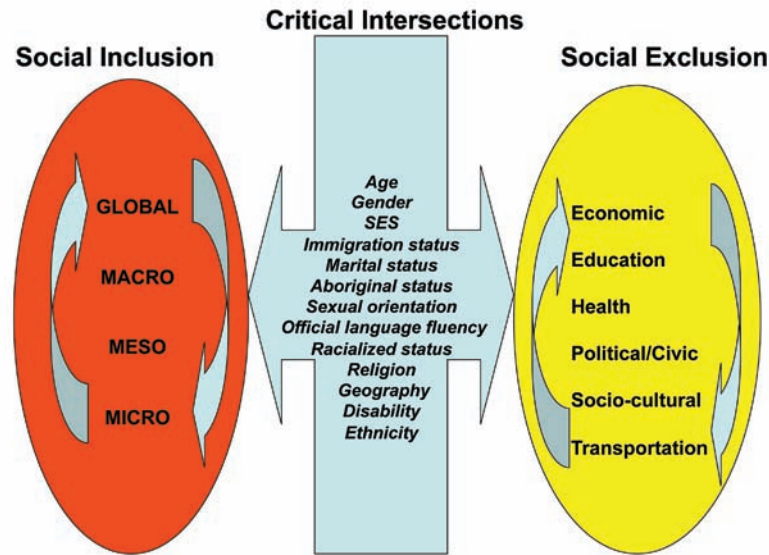 Critical Intersections
Social Inclusion
Social Exclusion
GLOBAL
MACRO
MESO
MICRO
Age
Gender
SES
Immigration status
Marital status
Aboriginal status
Sexual orientation
Official language fluency
Racialized status
Religion
Geography
Disability
Ethnicity
Economic
Education
Health
Political/Civic
Socio-cultural
Transportation